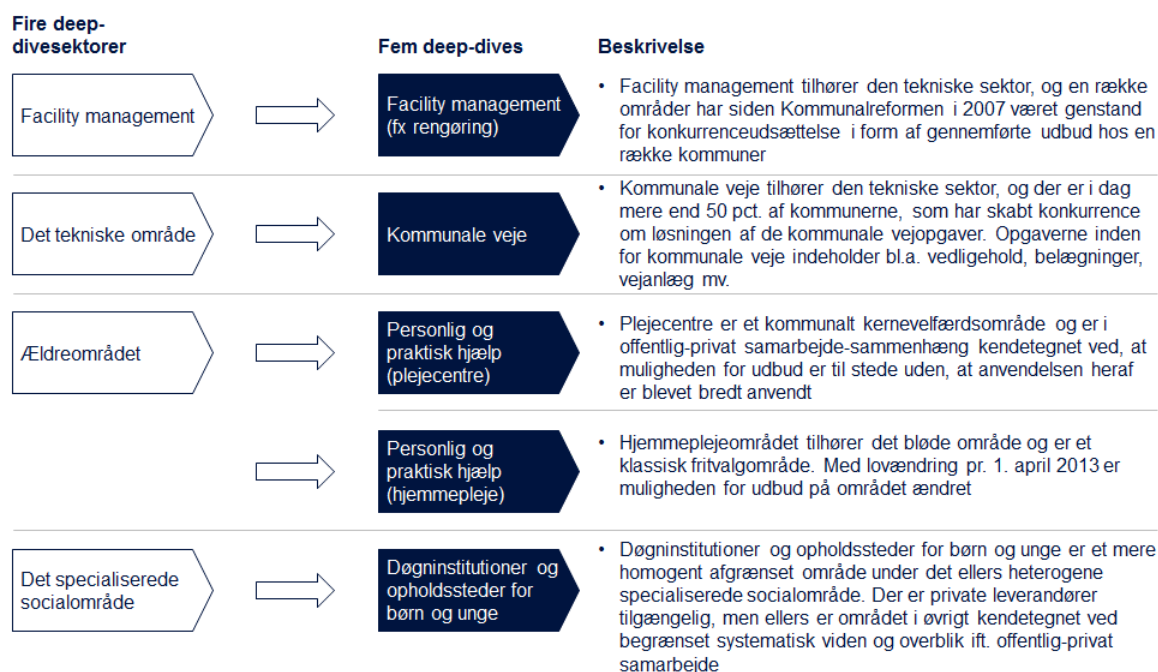 Fire deep-
divesektorer
Fem deep-dives
Beskrivelse
Facility management
Facility management
(fx rengøring)
• Facility management tilhører den tekniske sektor, og en række
områder har siden Kommunalreformen i 2007 været genstand
for konkurrenceudsættelse i form af gennemførte udbud hos en
række kommuner
Det tekniske område
Kommunale veje
• Kommunale veje tilhører den tekniske sektor, og der er i dag
mere end 50 pct. af kommunerne, som har skabt konkurrence
om løsningen af de kommunale vejopgaver. Opgaverne inden
for kommunale veje indeholder bl.a. vedligehold, belægninger,
vejanlæg mv.
Ældreområdet
Personlig og
praktisk hjælp
(plejecentre)
• Plejecentre er et kommunalt kernevelfærdsområde og er i
offentlig-privat samarbejde-sammenhæng kendetegnet ved, at
muligheden for udbud er til stede uden, at anvendelsen heraf
er blevet bredt anvendt
Personlig og
praktisk hjælp
(hjemmepleje)
• Hjemmeplejeområdet tilhører det bløde område og er et
klassisk fritvalgområde. Med lovændring pr. 1. april 2013 er
muligheden for udbud på området ændret
Det specialiserede
socialområde
Døgninstitutioner og
opholdssteder for
børn og unge
• Døgninstitutioner og opholdssteder for børn og unge er et mere
homogent afgrænset område under det ellers heterogene
specialiserede socialområde. Der er private leverandører
tilgængelig, men ellers er området i øvrigt kendetegnet ved
begrænset systematisk viden og overblik ift. offentlig-privat
samarbejde